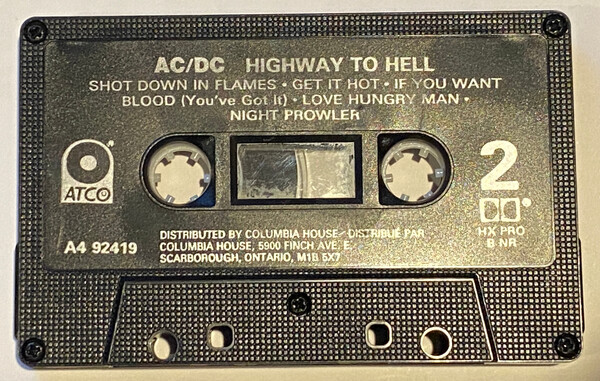 AC/DC HIGHWAY TO HELL
SHOT DOWN IN FLAMES • GET IT HOT • IF YOU WANT
BLOOD (You've Got It) • LOVE HUNGRY MAN •
NIGHT PROWLER
ATCO
2
HX PRO
B NR
A4 92419
DISTRIBUTED BY COLUMBIA HOUSE/DISTRIBUÉ PAR
COLUMBIA HOUSE, 5900 FINCH AVE. E.
SCARBOROUGH, ONTARIO, M1B 5X7